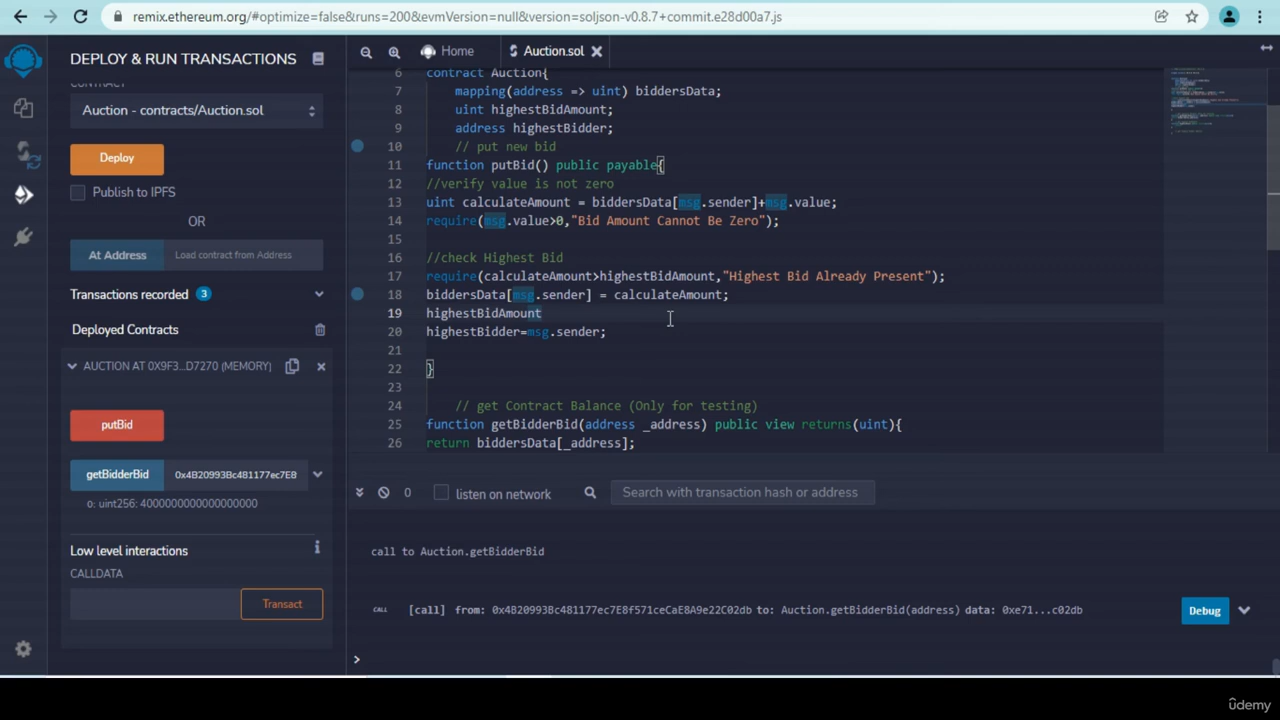 remix.ethereum.org/#optimize=false&runs=200&evmVersion=null&version=soljson-v0.8.7+commit.e28d00a7.js
DEPLOY & RUN TRANSACTIONS
Home
Auction.sol
CONTRACT
Auction - contracts/Auction.sol
Deploy
Publish to IPFS
OR
At Address
Load contract from Address
Transactions recorded 3
Deployed Contracts
AUCTION AT 0X9F3...D7270 (MEMORY)
putBid
getBidderBid
0x4B20993Bc481177ec7E8
0: uint256: 4000000000000000000
Low level interactions
CALLDATA
Transact
6 contract Auction{
7 mapping(address => uint) biddersData;
8 uint highestBidAmount;
9 address highestBidder;
10 // put new bid
11 function putBid() public payable{
12 //verify value is not zero
13 uint calculateAmount = biddersData[msg.sender]+msg.value;
14 require(msg.value>0,"Bid Amount Cannot Be Zero");
15
16 //check Highest Bid
17 require(calculateAmount>highestBidAmount,"Highest Bid Already Present");
18 biddersData[msg.sender] = calculateAmount;
19 highestBidAmount
20 highestBidder=msg.sender;
21
22 }
23
24 // get Contract Balance (Only for testing)
25 function getBidderBid(address _address) public view returns(uint){
26 return biddersData[_address];
0
listen on network
Search with transaction hash or address
call to Auction.getBidderBid
CALL [call] from: 0x4B20993Bc481177ec7E8f571ceCaE8A9e22C02db to: Auction.getBidderBid(address) data: 0xe71...c02db
Debug
>
ûdemy